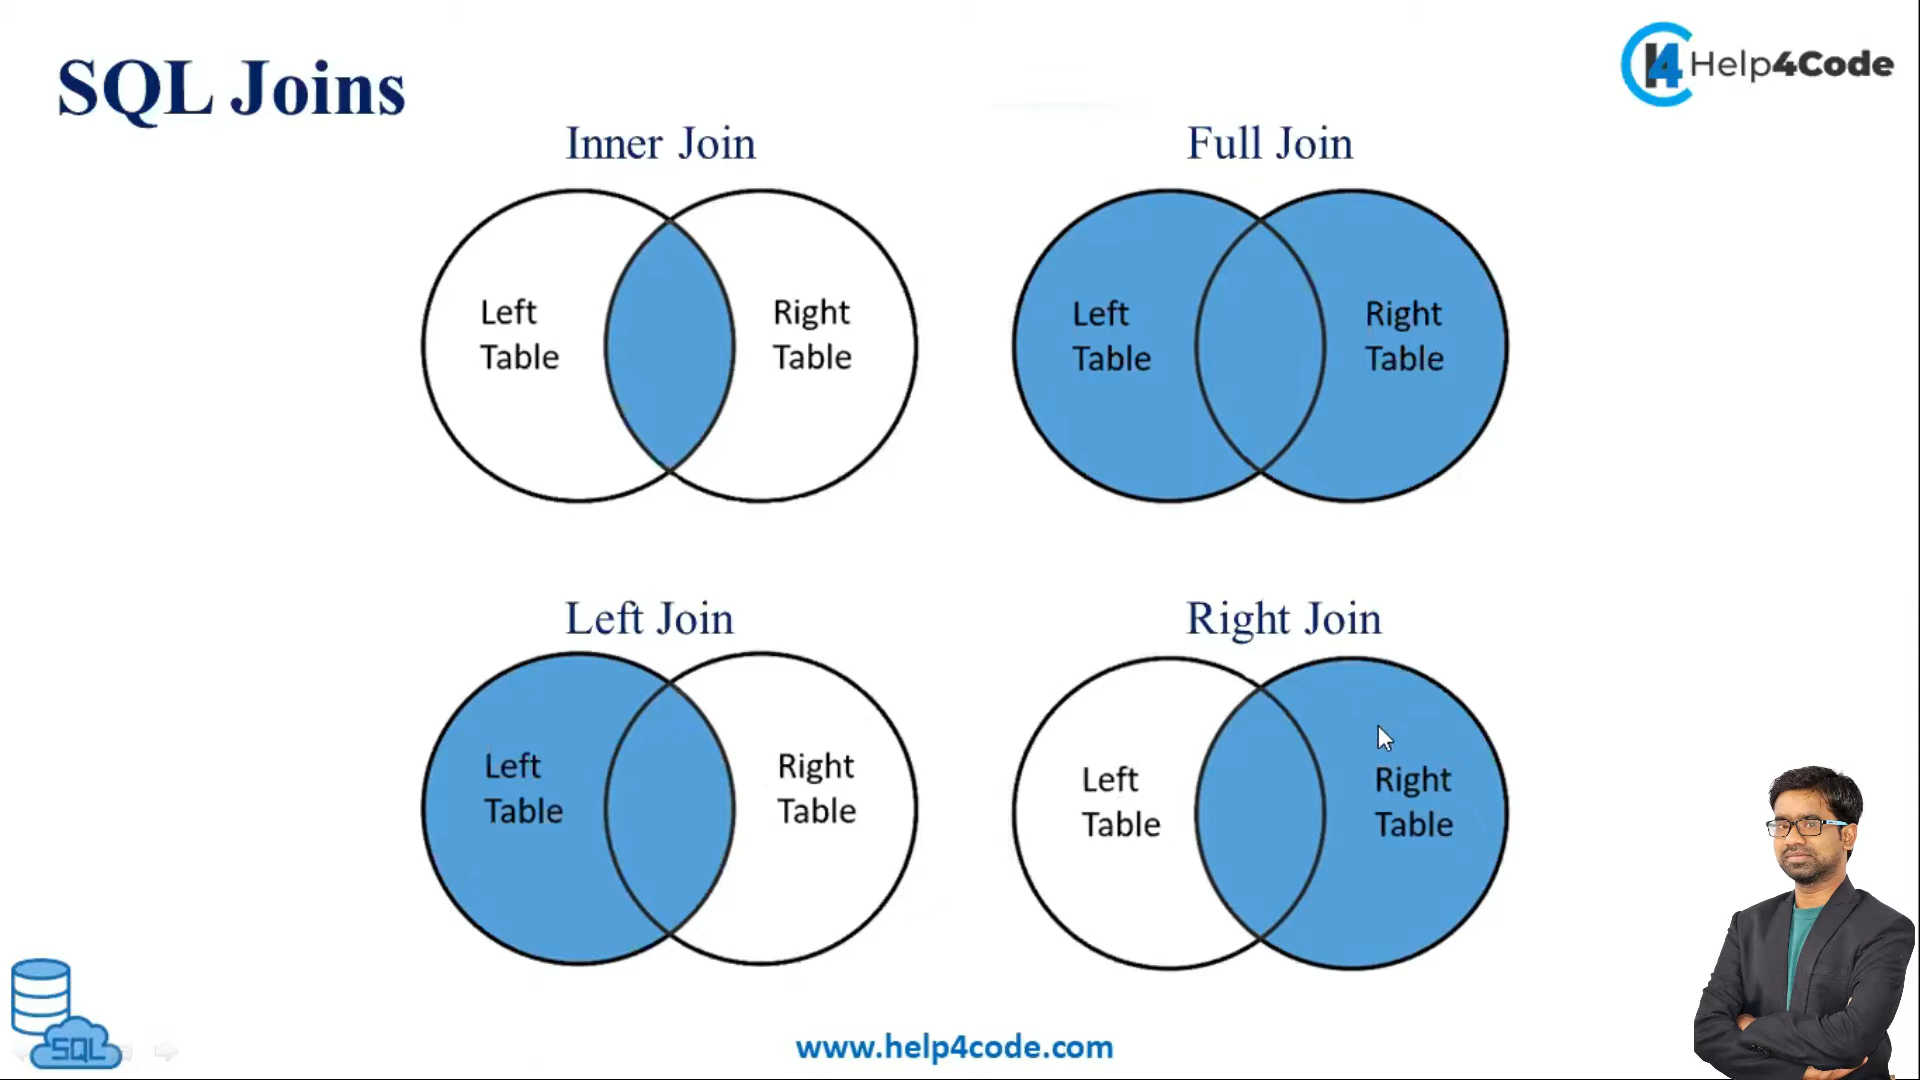 SQL Joins
Help4Code
Inner Join
Left
Table
Right
Table
Full Join
Left
Table
Right
Table
Left Join
Left
Table
Right
Table
Right Join
Left
Table
Right
Table
SQL
www.help4code.com